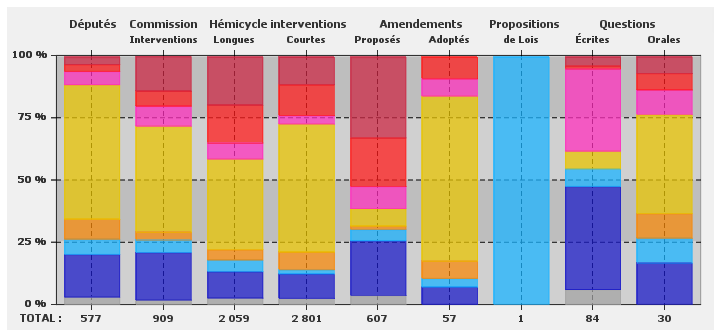 Députés Commission Hémicycle interventions Amendements Propositions Questions
Interventions Longues Courtes Proposés Adoptés de Lois Écrites Orales
100 %
75 %
50 %
25 %
0 %
TOTAL : 577 909 2 059 2 801 607 57 1 84 30